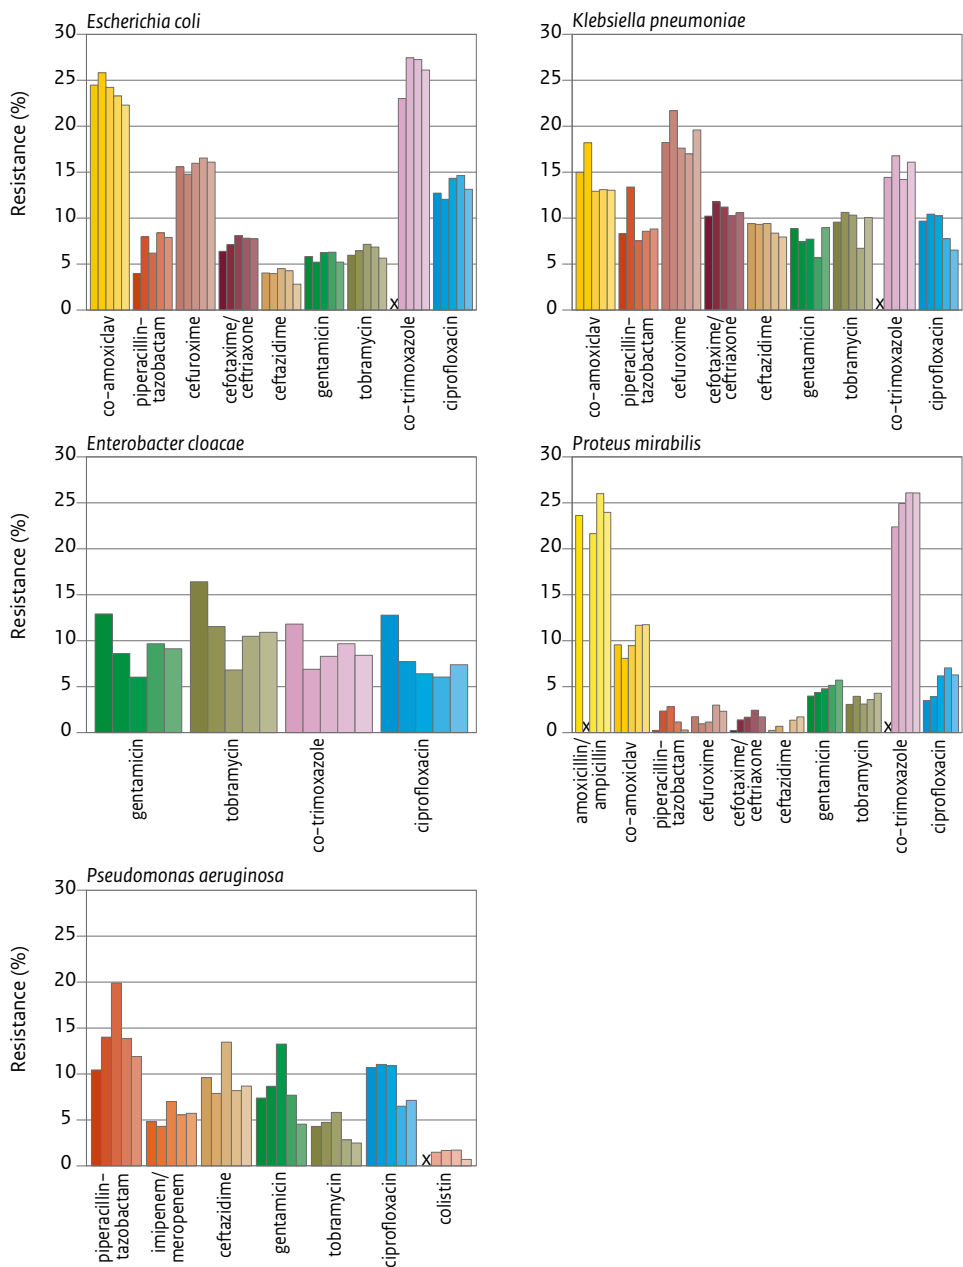 Escherichia coli
Resistance (%)
30
25
20
15
10
5
0
x
co-amoxiclav
piperacillin-
tazobactam
cefuroxime
cefotaxime/
ceftriaxone
ceftazidime
gentamicin
tobramycin
co-trimoxazole
ciprofloxacin
Klebsiella pneumoniae
30
25
20
15
10
5
0
x
co-amoxiclav
piperacillin-
tazobactam
cefuroxime
cefotaxime/
ceftriaxone
ceftazidime
gentamicin
tobramycin
co-trimoxazole
ciprofloxacin
Enterobacter cloacae
Resistance (%)
30
25
20
15
10
5
0
gentamicin
tobramycin
co-trimoxazole
ciprofloxacin
Proteus mirabilis
30
25
20
15
10
5
0
x
x
amoxicillin/
ampicillin
co-amoxiclav
piperacillin-
tazobactam
cefuroxime
cefotaxime/
ceftriaxone
ceftazidime
gentamicin
tobramycin
co-trimoxazole
ciprofloxacin
Pseudomonas aeruginosa
Resistance (%)
30
25
20
15
10
5
0
x
piperacillin-
tazobactam
imipenem/
meropenem
ceftazidime
gentamicin
tobramycin
ciprofloxacin
colistin